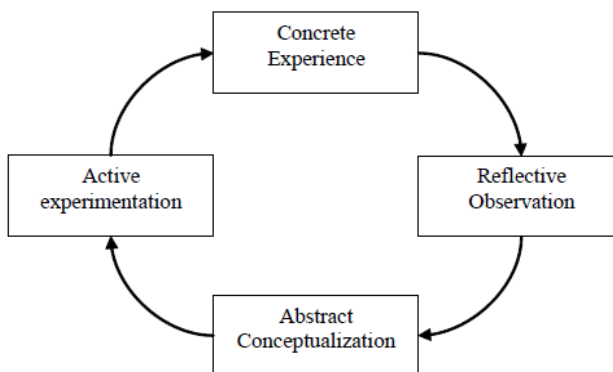 Concrete
Experience
Active
experimentation
Reflective
Observation
Abstract
Conceptualization